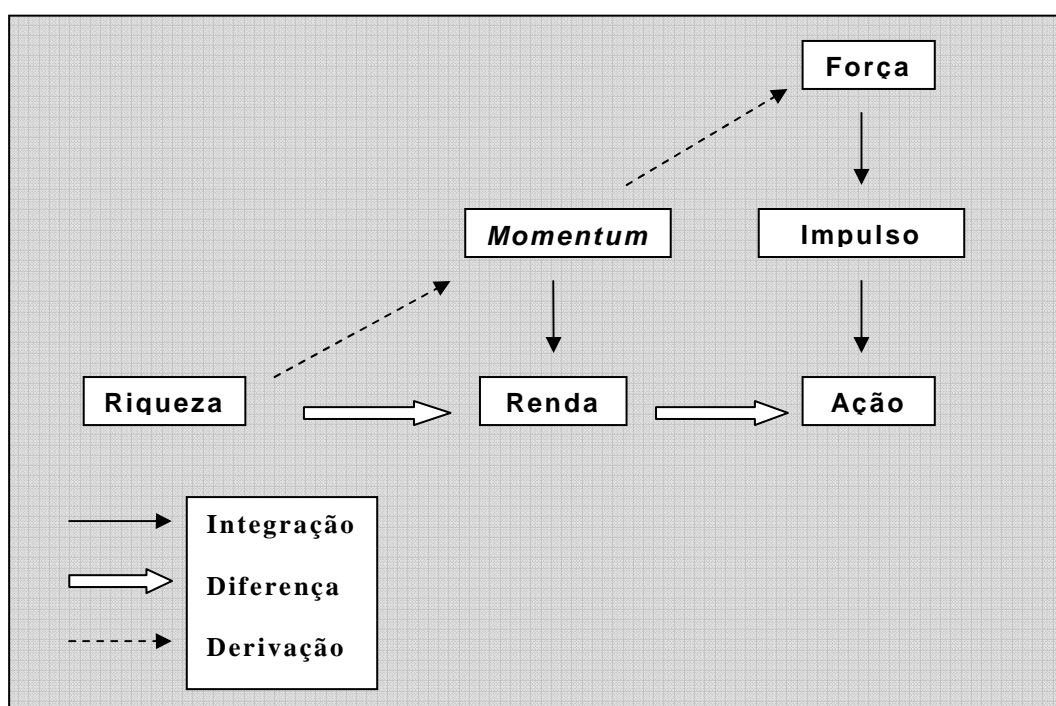 Força
Momentum
Impulso
Riqueza
Renda
Ação
Integração
Diferença
Derivação